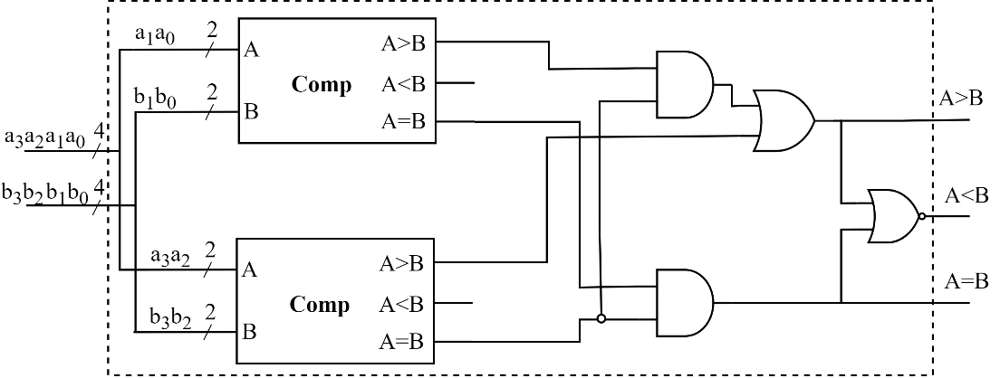 a₁a₀ 2
A
b₁b₀ 2
B
Comp
A>B
A<B
A=B
a₃a₂a₁a₀ 4
b₃b₂b₁b₀ 4
a₃a₂ 2
A
b₃b₂ 2
B
Comp
A>B
A<B
A=B
A>B
A<B
A=B